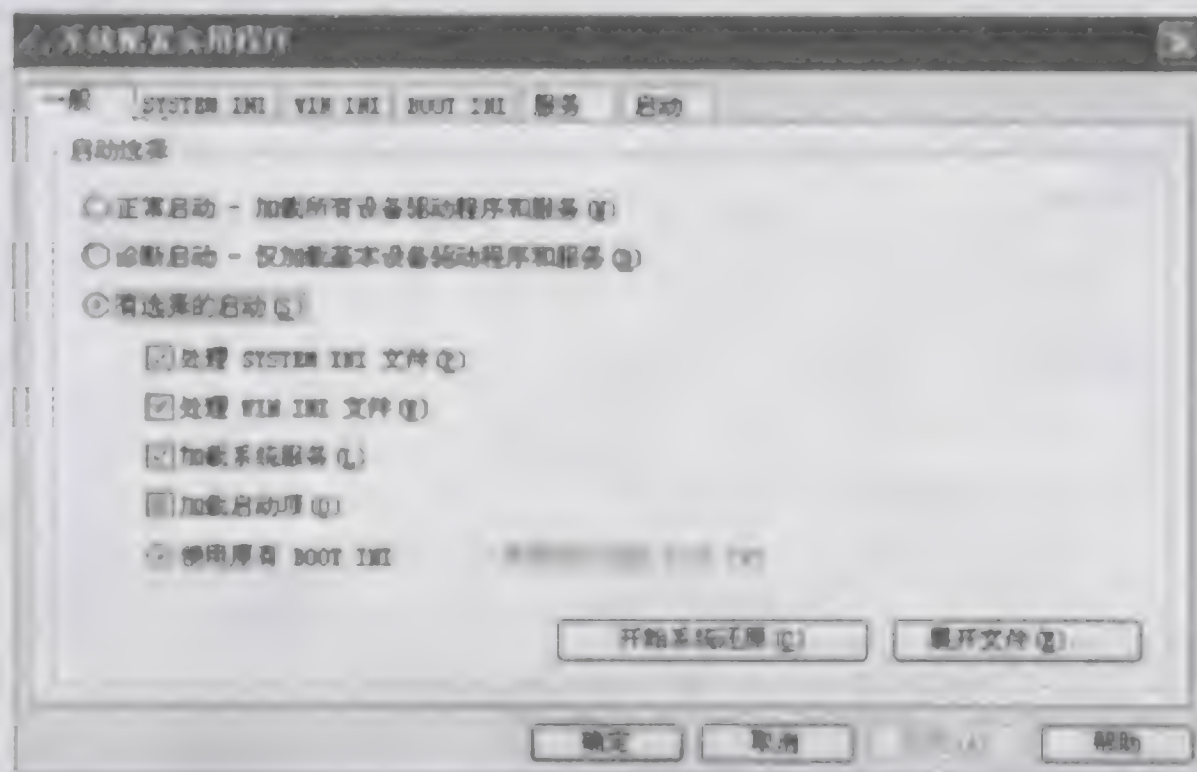 系统配置实用程序
一般 SYSTEM INI WIN INI BOOT INI 服务 启动
启动选择
正常启动 - 加载所有设备驱动程序和服务(N)
诊断启动 - 仅加载基本设备驱动程序和服务(D)
有选择的启动(S)
处理 SYSTEM INI 文件(P)
处理 WIN INI 文件(R)
加载系统服务(L)
加载启动项(O)
使用原有 BOOT INI
开始系统还原(C) 展开文件(E)
确定 取消 (A) 帮助